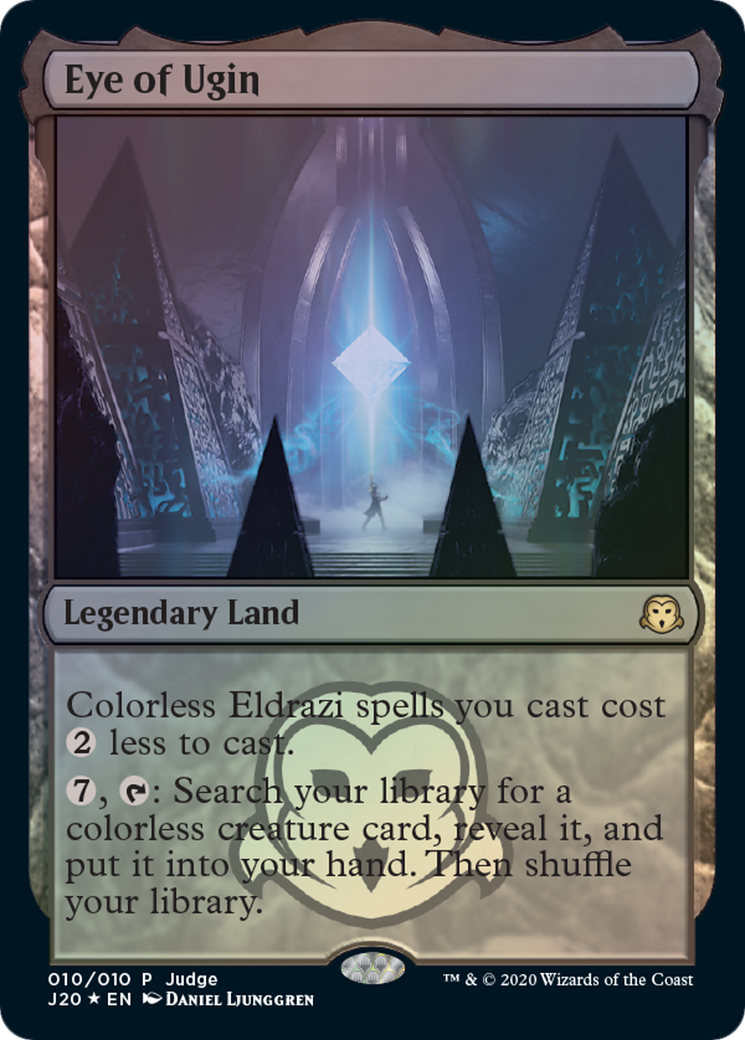 Eye of Ugin
Legendary Land
Colorless Eldrazi spells you cast cost
2 less to cast.
7, : Search your library for a
colorless creature card, reveal it, and
put it into your hand. Then shuffle
your library.
010/010 P Judge
J20 ★ EN Daniel Ljunggren
™ & © 2020 Wizards of the Coast